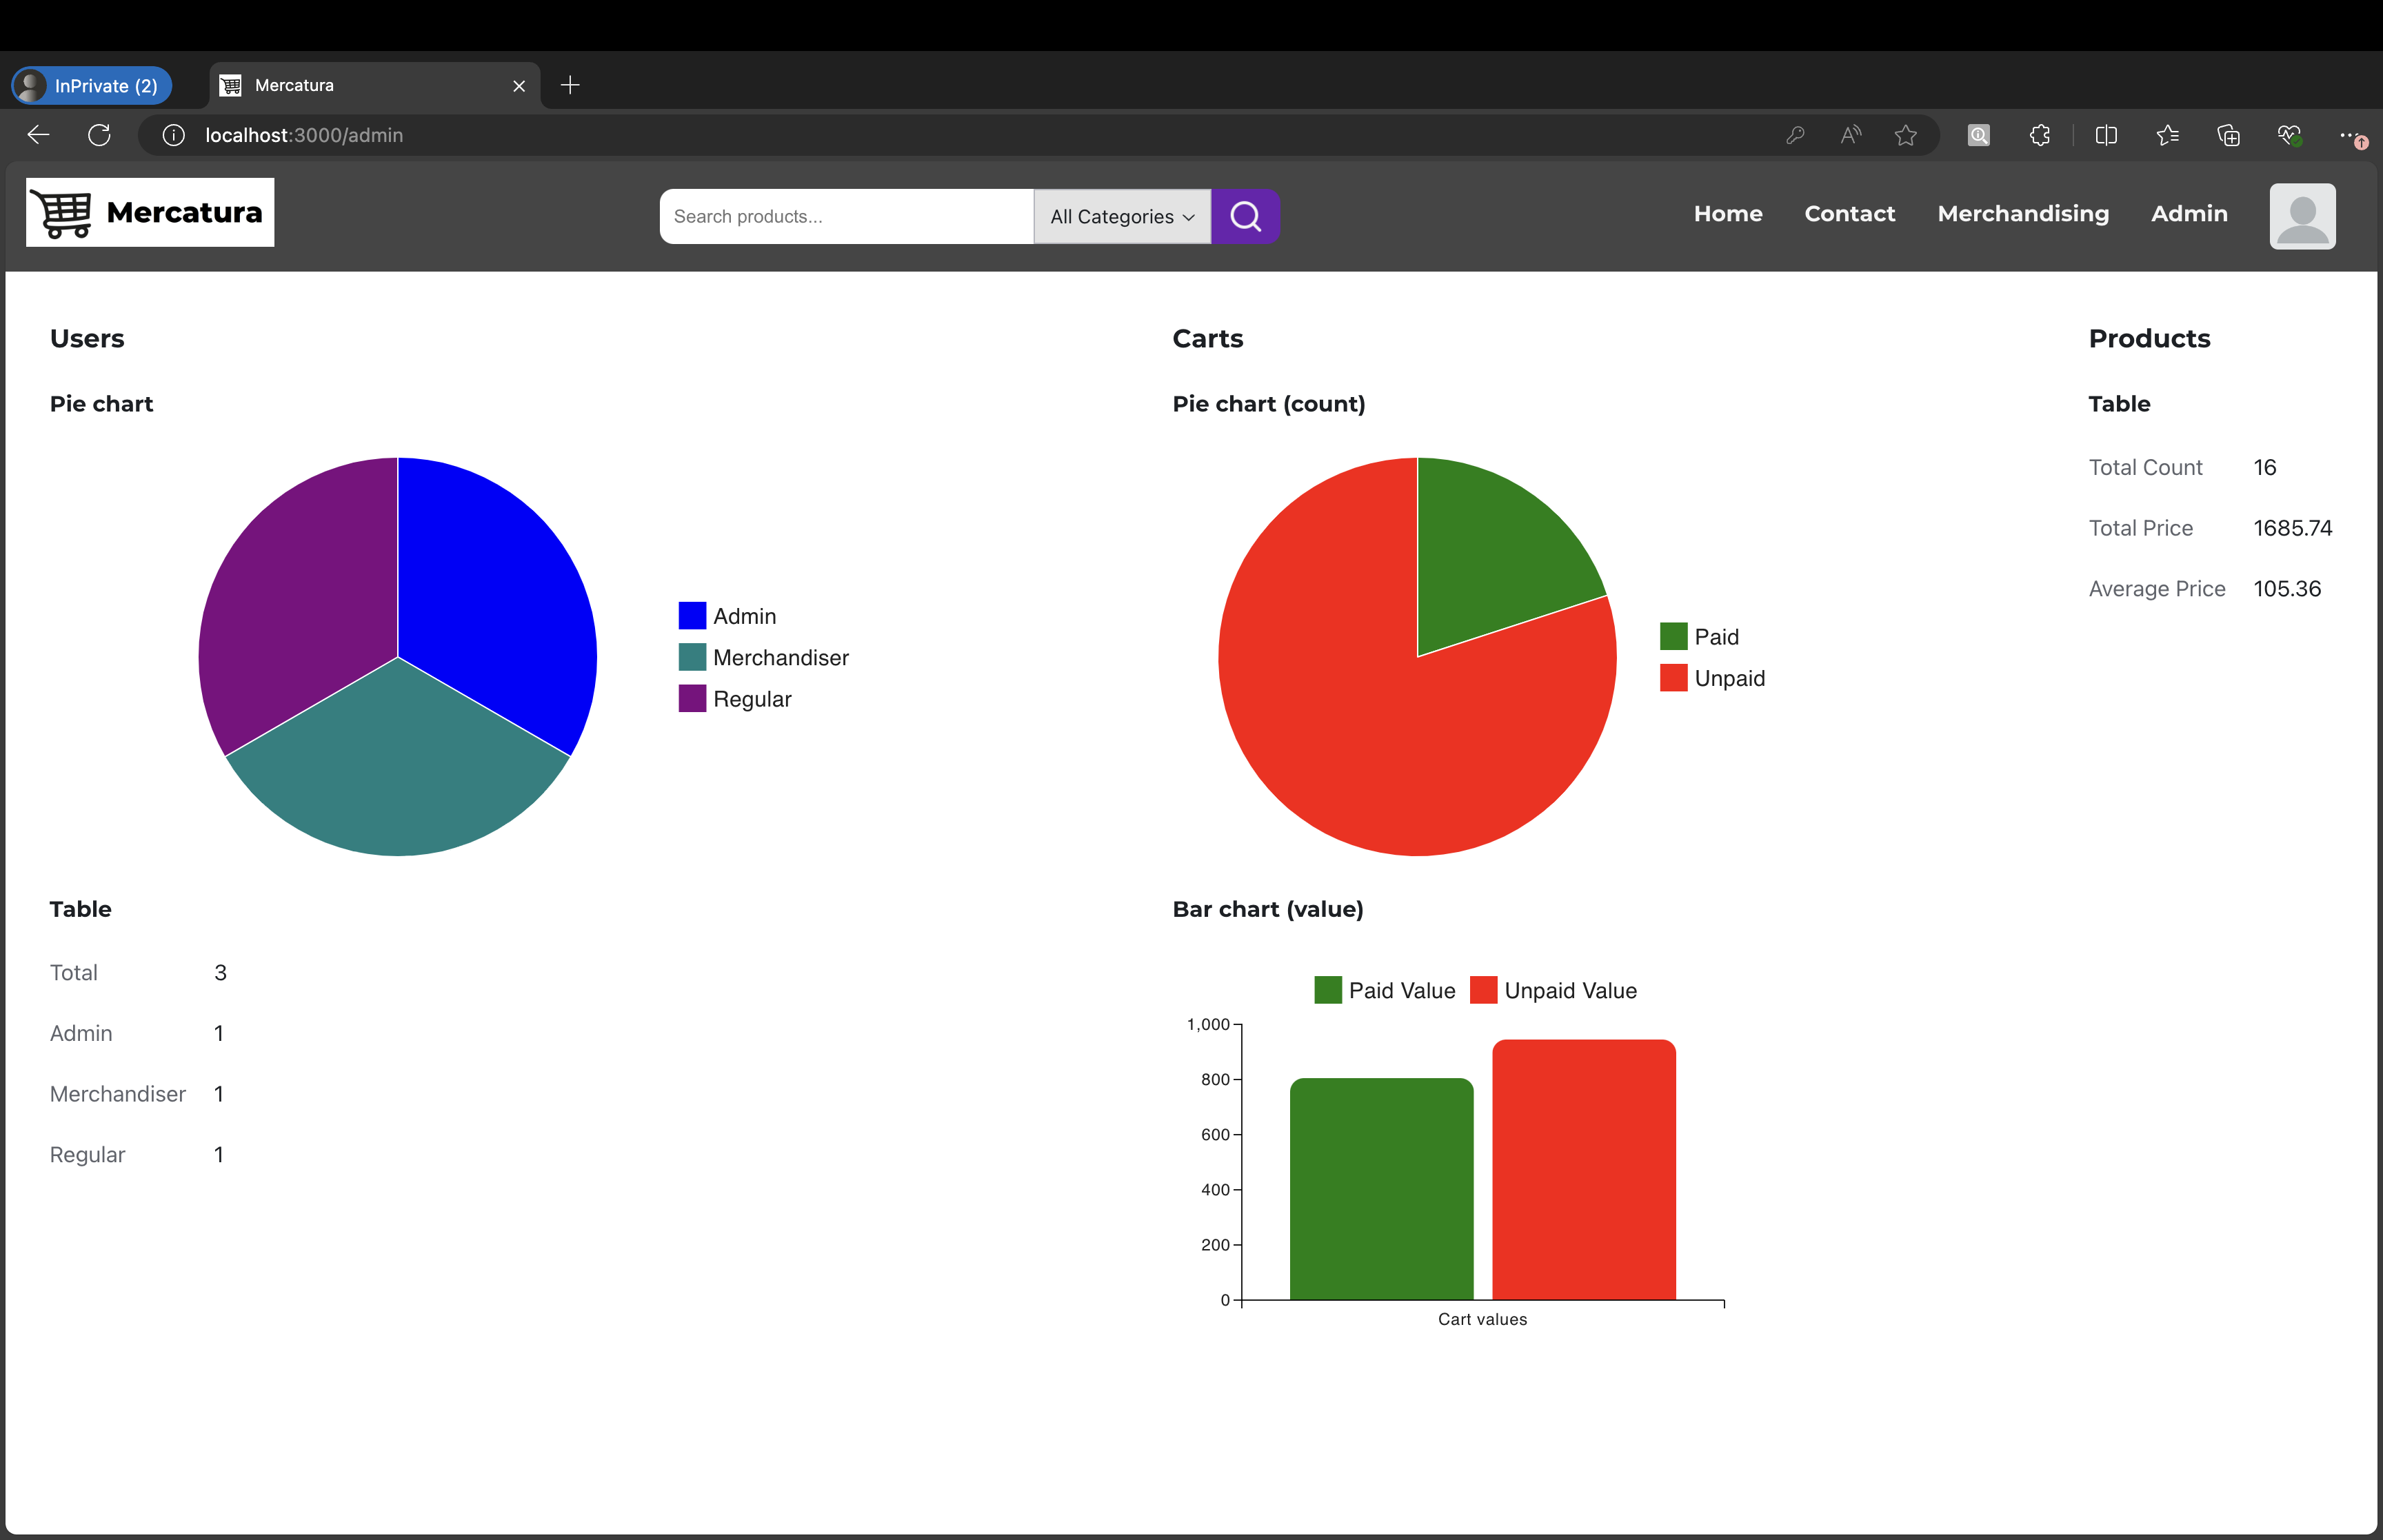 InPrivate (2)
Mercatura
localhost:3000/admin
Mercatura
Search products...
All Categories
Home
Contact
Merchandising
Admin
Users
Pie chart
Admin
Merchandiser
Regular
Table
Total 3
Admin 1
Merchandiser 1
Regular 1
Carts
Pie chart (count)
Paid
Unpaid
Bar chart (value)
Paid Value Unpaid Value
1,000
800
600
400
200
0
Cart values
Products
Table
Total Count 16
Total Price 1685.74
Average Price 105.36